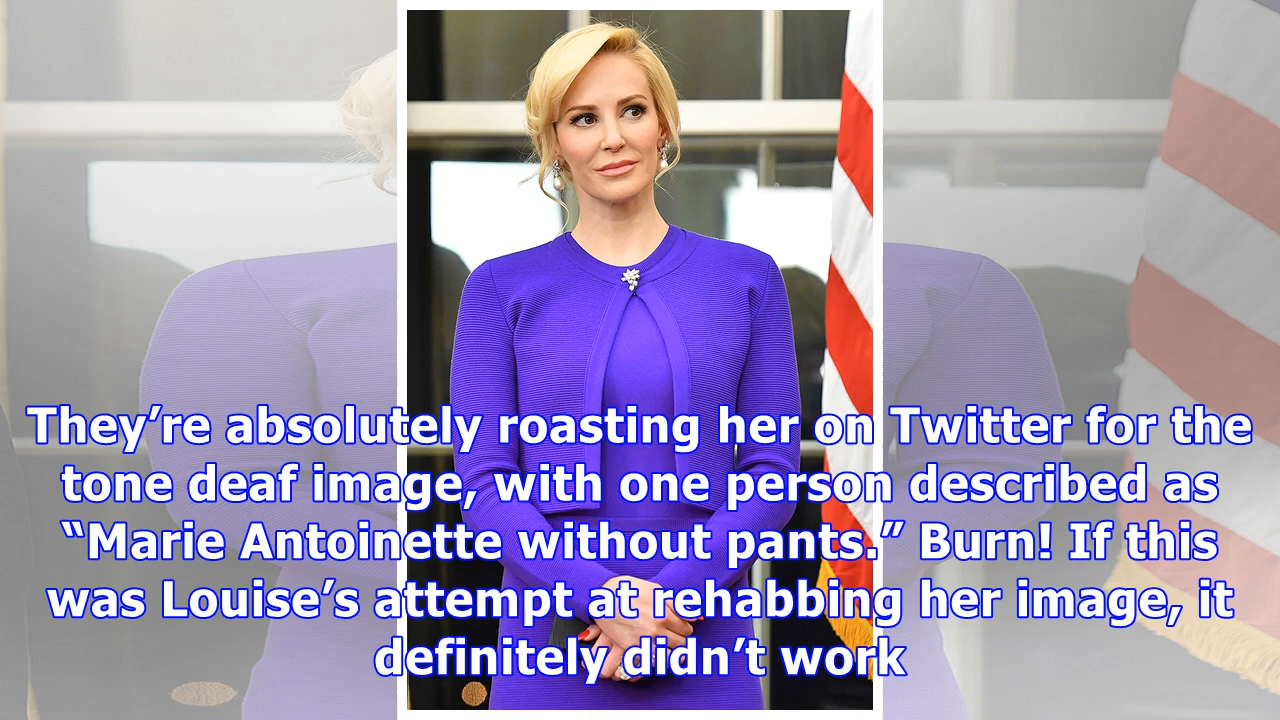 They’re absolutely roasting her on Twitter for the
tone deaf image, with one person described as
“Marie Antoinette without pants.” Burn! If this
was Louise’s attempt at rehabbing her image, it
definitely didn’t work